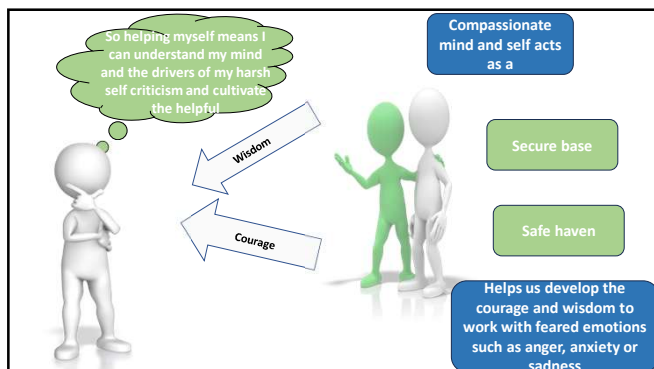 So helping myself means I
can understand my mind
and the drivers of my harsh
self criticism and cultivate
the helpful
Compassionate
mind and self acts
as a
Wisdom
Secure base
Courage
Safe haven
Helps us develop the
courage and wisdom to
work with feared emotions
such as anger, anxiety or
sadness